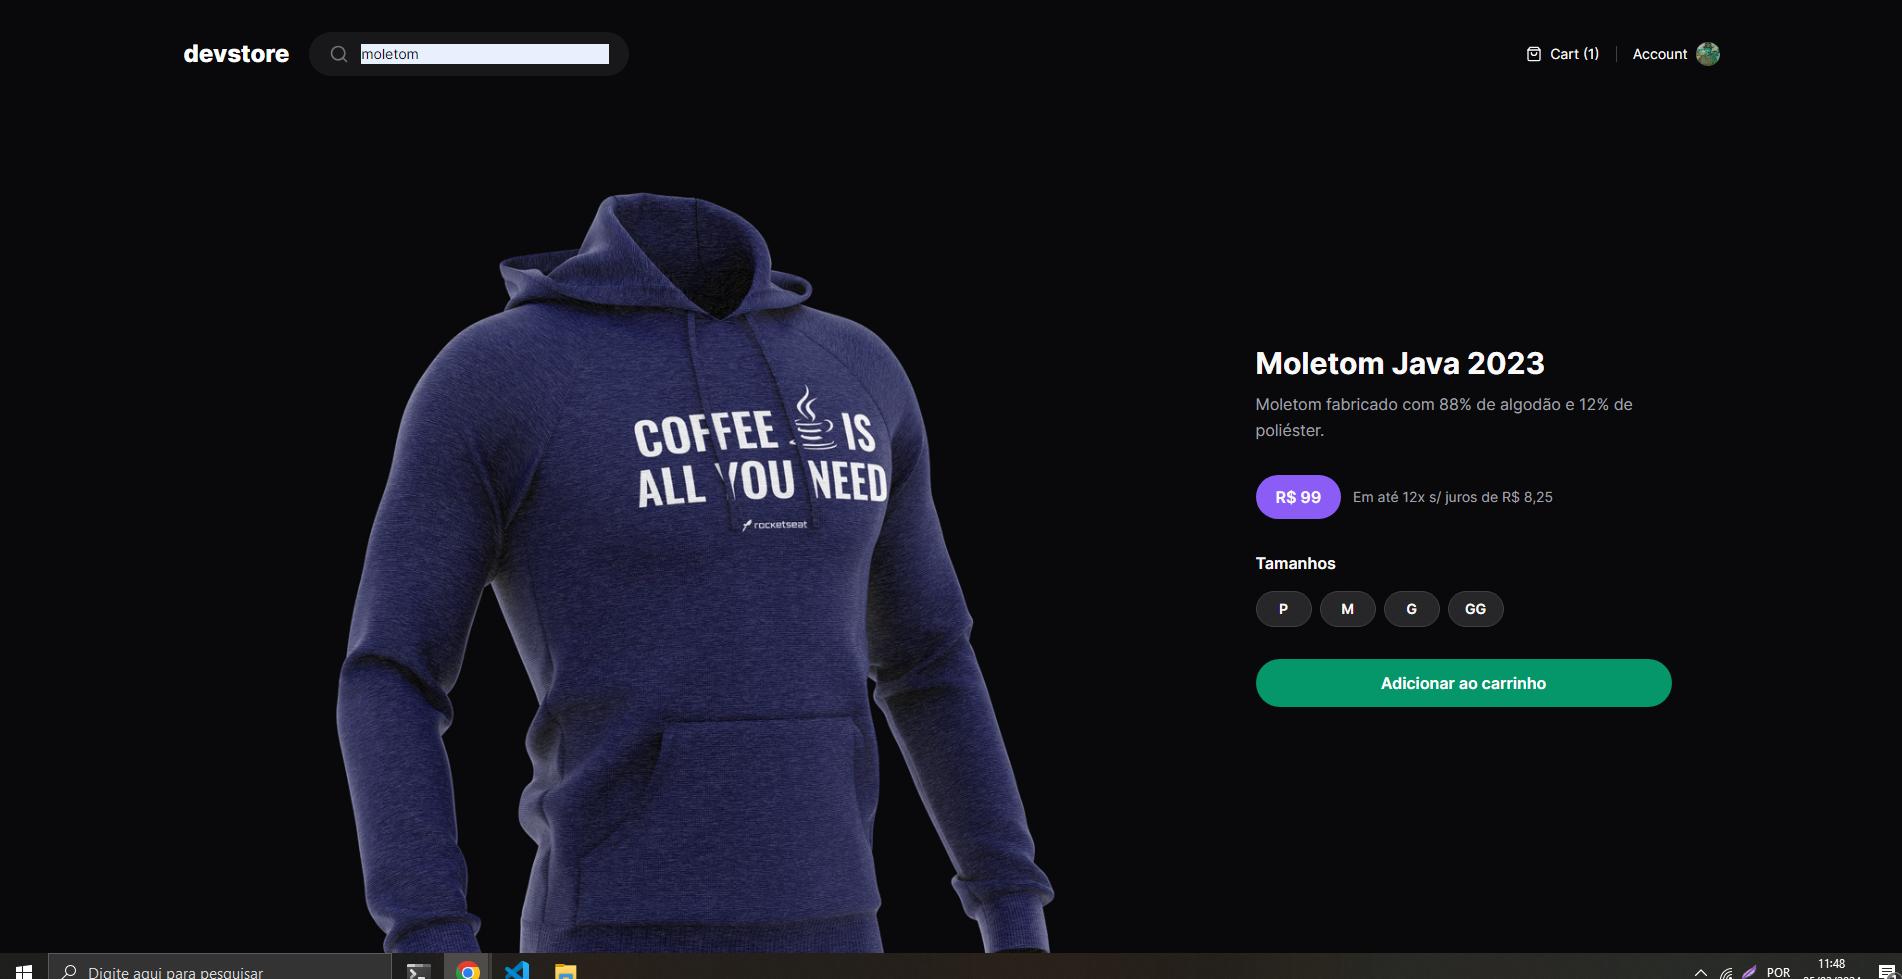 devstore
moletom
Cart (1)
Account
COFFEE IS
ALL YOU NEED
rocketseat
Moletom Java 2023
Moletom fabricado com 88% de algodão e 12% de
poliéster.
R$ 99
Em até 12x s/ juros de R$ 8,25
Tamanhos
P
M
G
GG
Adicionar ao carrinho
Digite aqui para pesquisar
POR
11:48